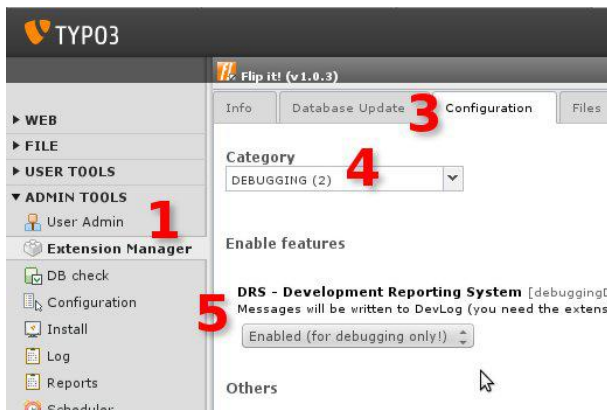 TYPO3
Flip it! (v1.0.3)
Info Database Update 3 Configuration Files
WEB
FILE
USER TOOLS
ADMIN TOOLS
User Admin
1
Extension Manager
DB check
Configuration
Install
Log
Reports
Scheduler
Category
DEBUGGING (2)
4
Enable features
DRS - Development Reporting System [debuggingD
Messages will be written to DevLog (you need the extens
5
Enabled (for debugging only!)
Others